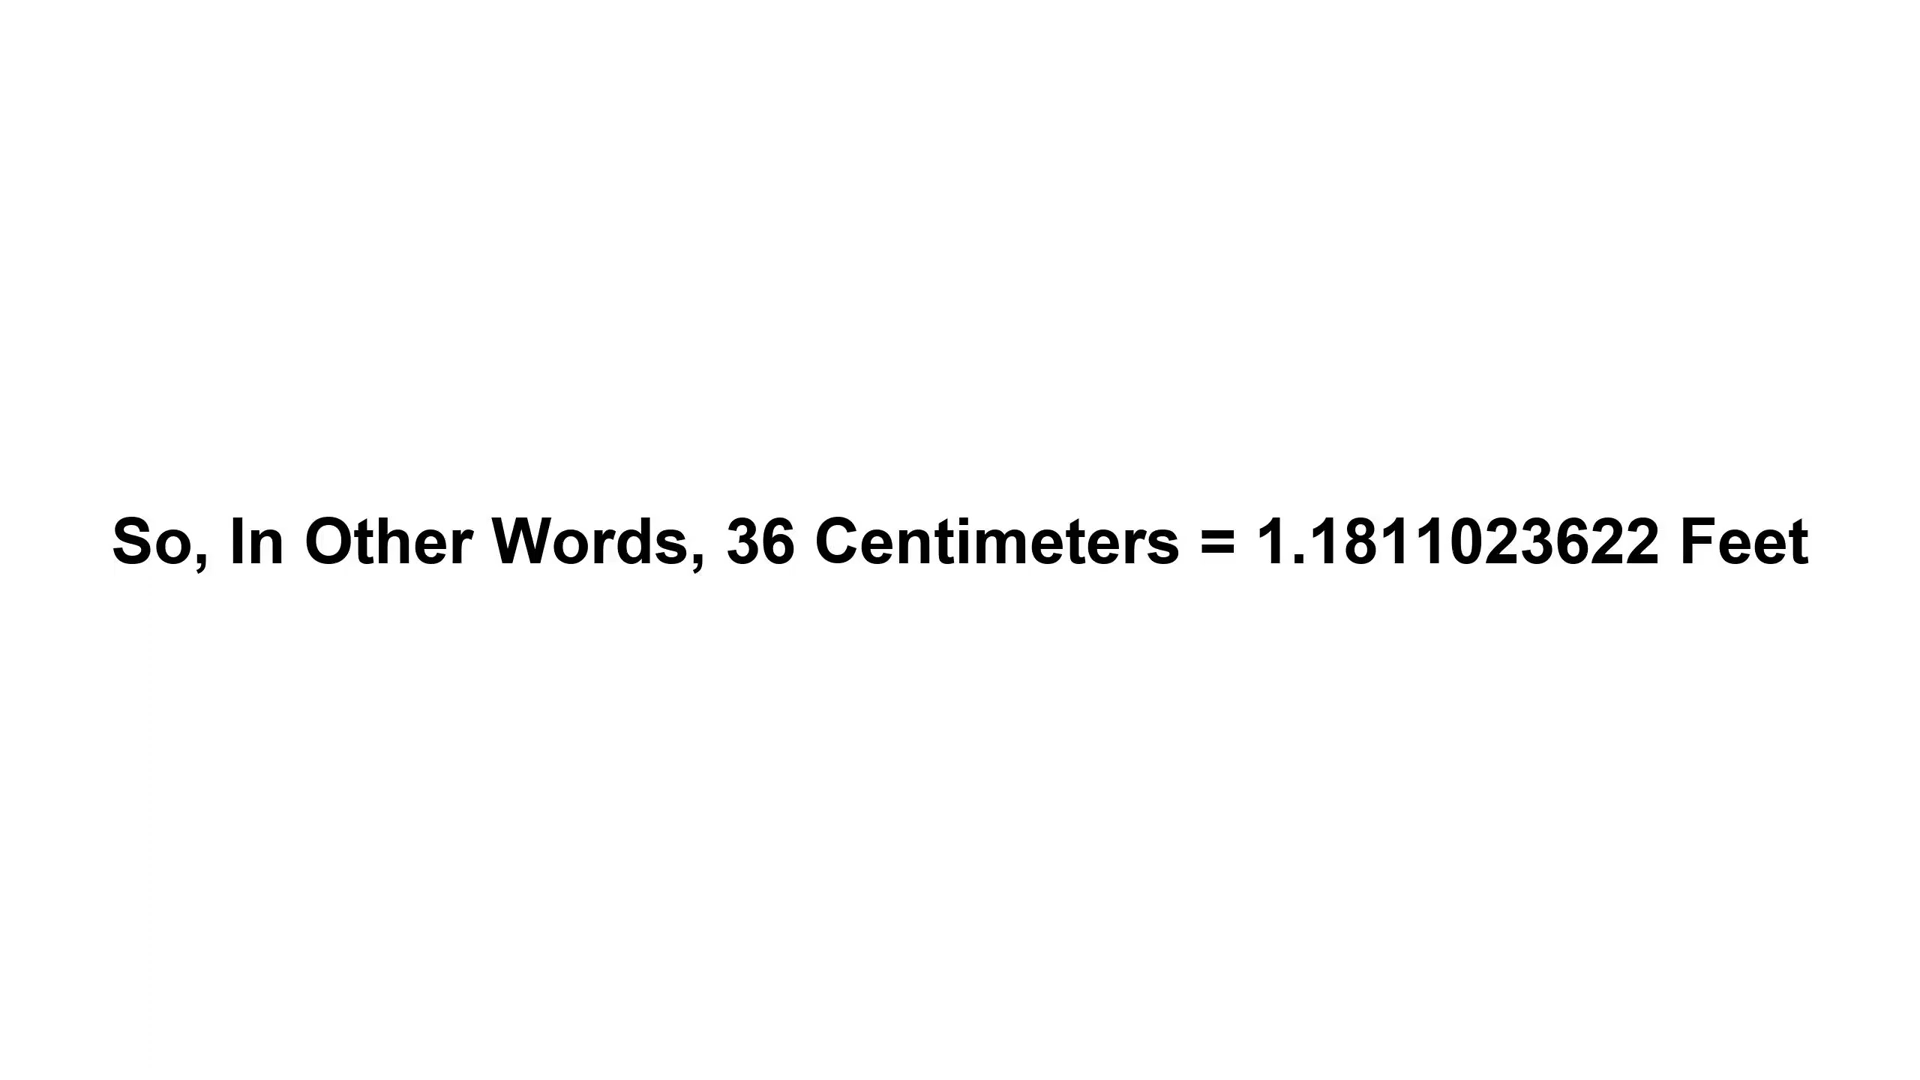 So, In Other Words, 36 Centimeters = 1.1811023622 Feet